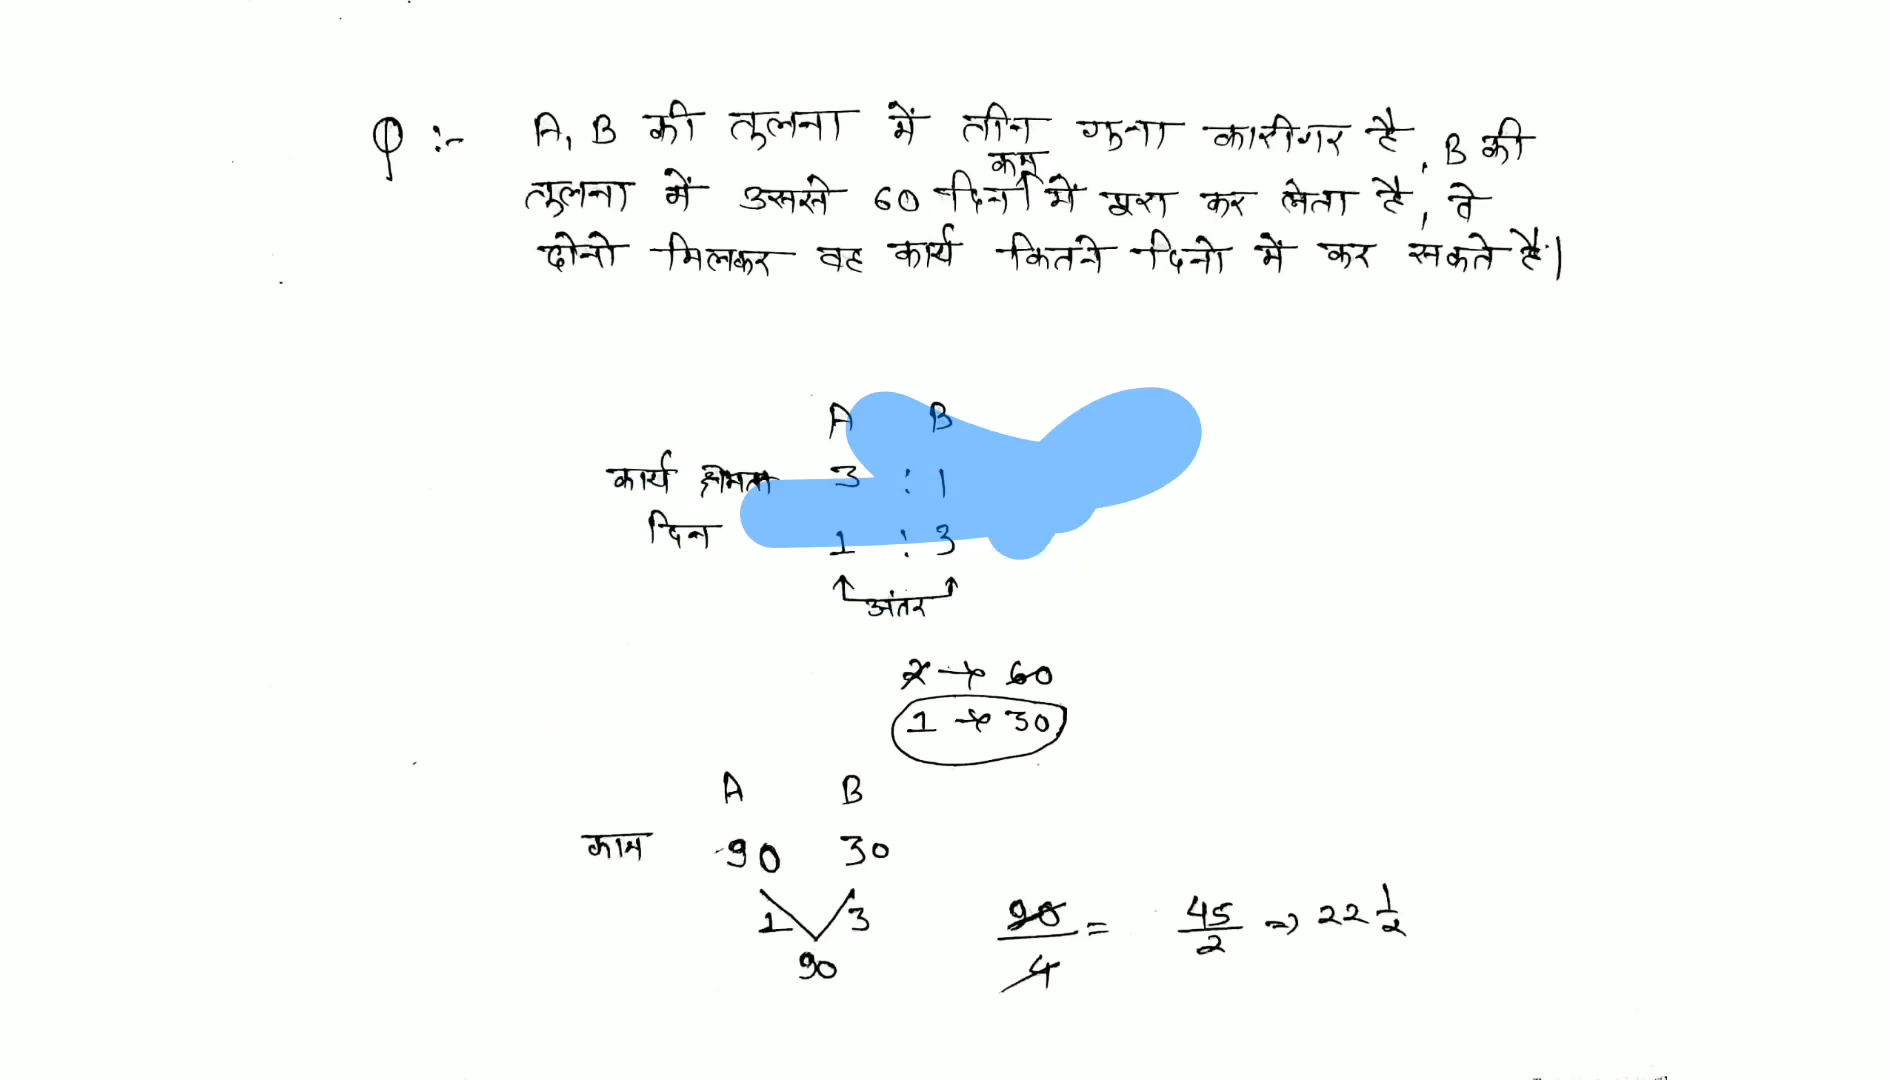 Q :- A, B की तुलना में तीन गुना कारीगर है, B की
तुलना में उससे 60 दिनों कम में पूरा कर लेता है, वे
दोनो मिलकर वह कार्य कितने दिनो में कर सकते है।
A B
कार्य क्षमता 3 : 1
दिन 1 : 3
अंतर
2 → 60
1 → 30
A B
काम 90 30
1 3
90
90/4 = 45/2 ⇒ 22 1/2